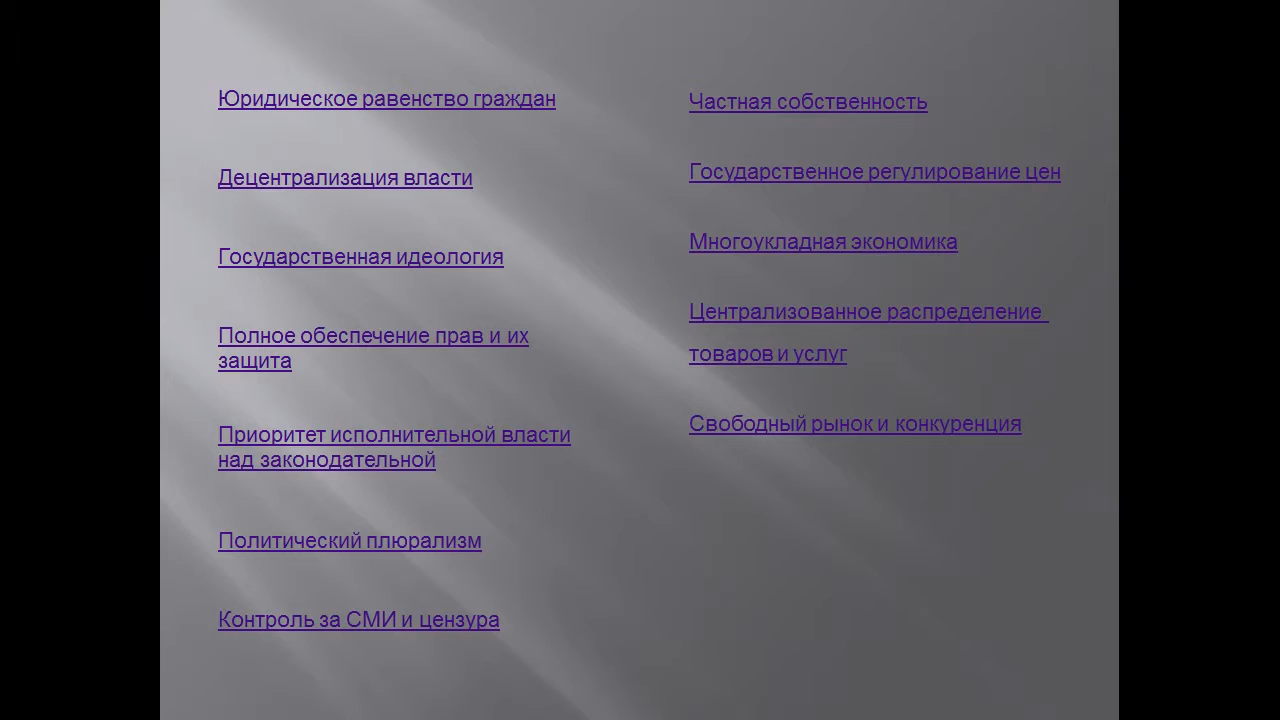 Юридическое равенство граждан
Децентрализация власти
Государственная идеология
Полное обеспечение прав и их
защита
Приоритет исполнительной власти
над законодательной
Политический плюрализм
Контроль за СМИ и цензура
Частная собственность
Государственное регулирование цен
Многоукладная экономика
Централизованное распределение
товаров и услуг
Свободный рынок и конкуренция